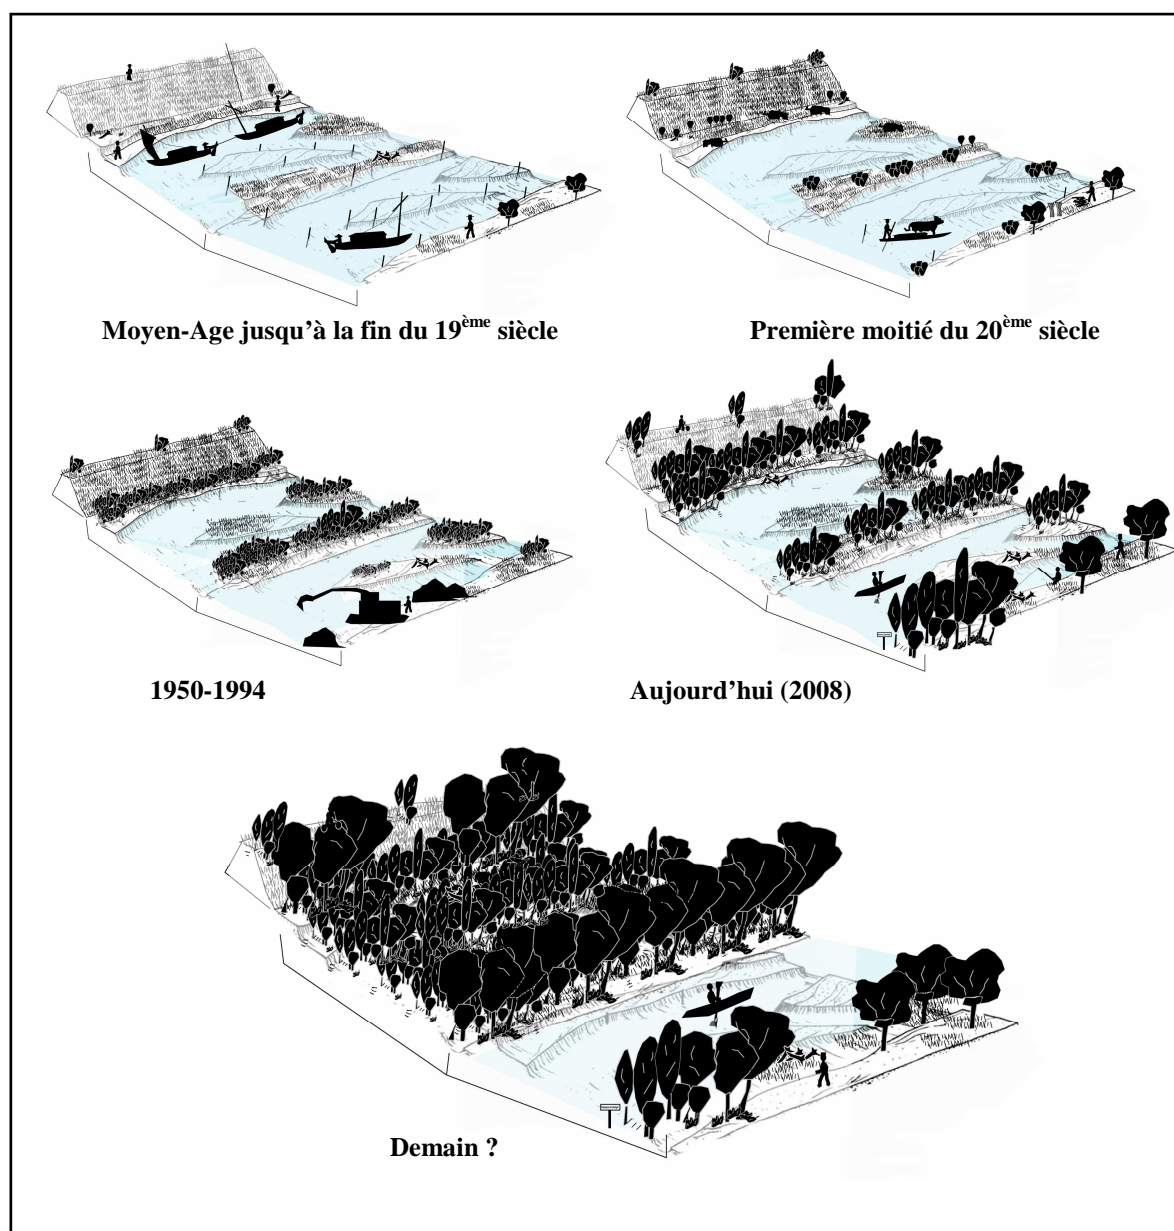 Moyen-Age jusqu’à la fin du 19ème siècle
Première moitié du 20ème siècle
1950-1994
Aujourd’hui (2008)
Demain ?